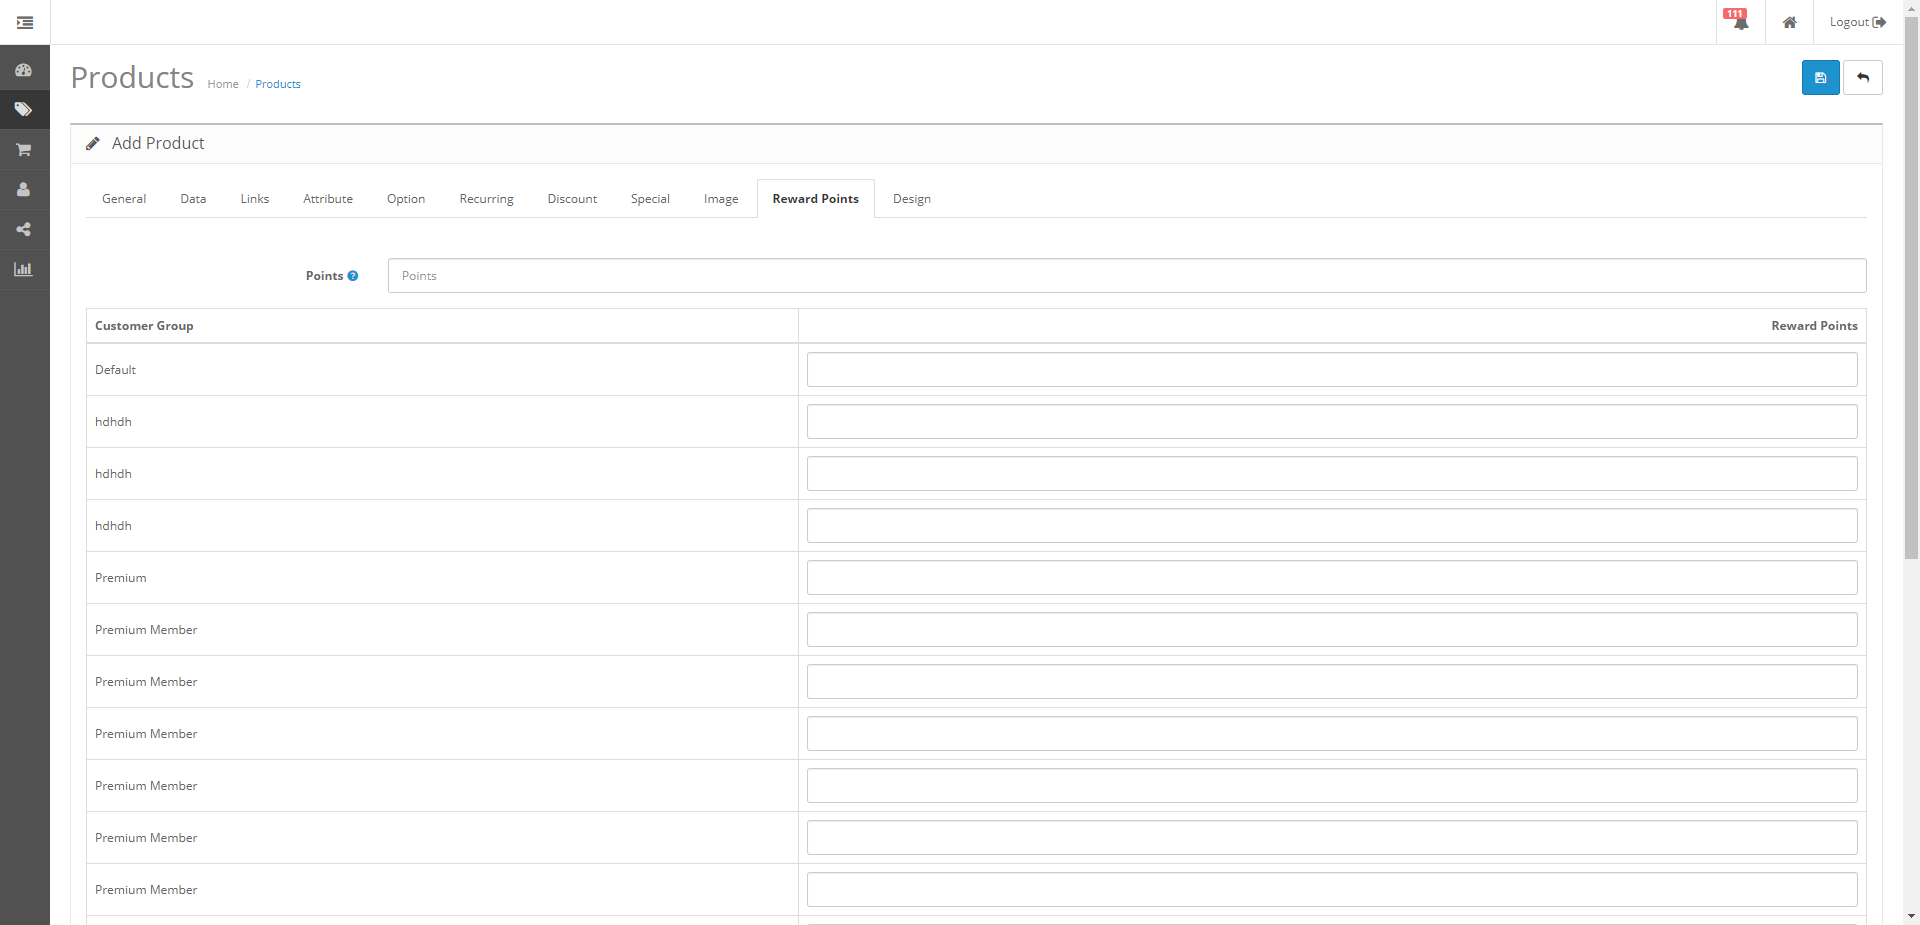 111
Logout
Products Home / Products
Add Product
General Data Links Attribute Option Recurring Discount Special Image Reward Points Design
Points ? Points
Customer Group Reward Points
Default
hdhdh
hdhdh
hdhdh
Premium
Premium Member
Premium Member
Premium Member
Premium Member
Premium Member
Premium Member